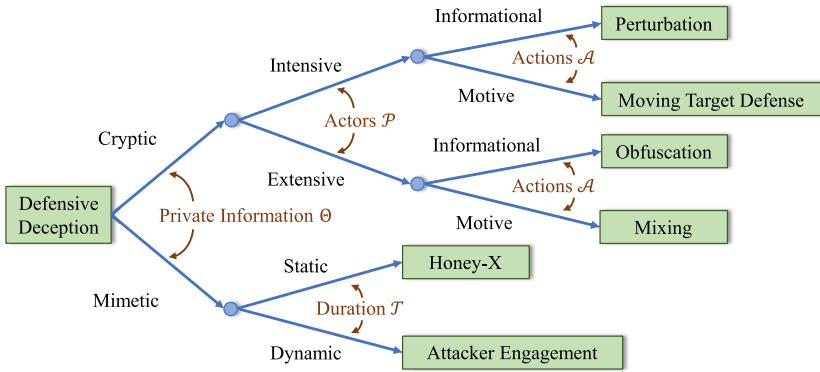 Informational
Perturbation
Intensive
Actions 𝒜
Motive
Moving Target Defense
Actors 𝒫
Cryptic
Informational
Obfuscation
Extensive
Actions 𝒜
Defensive
Deception
Private Information Θ
Motive
Mixing
Static
Honey-X
Mimetic
Duration 𝒯
Dynamic
Attacker Engagement